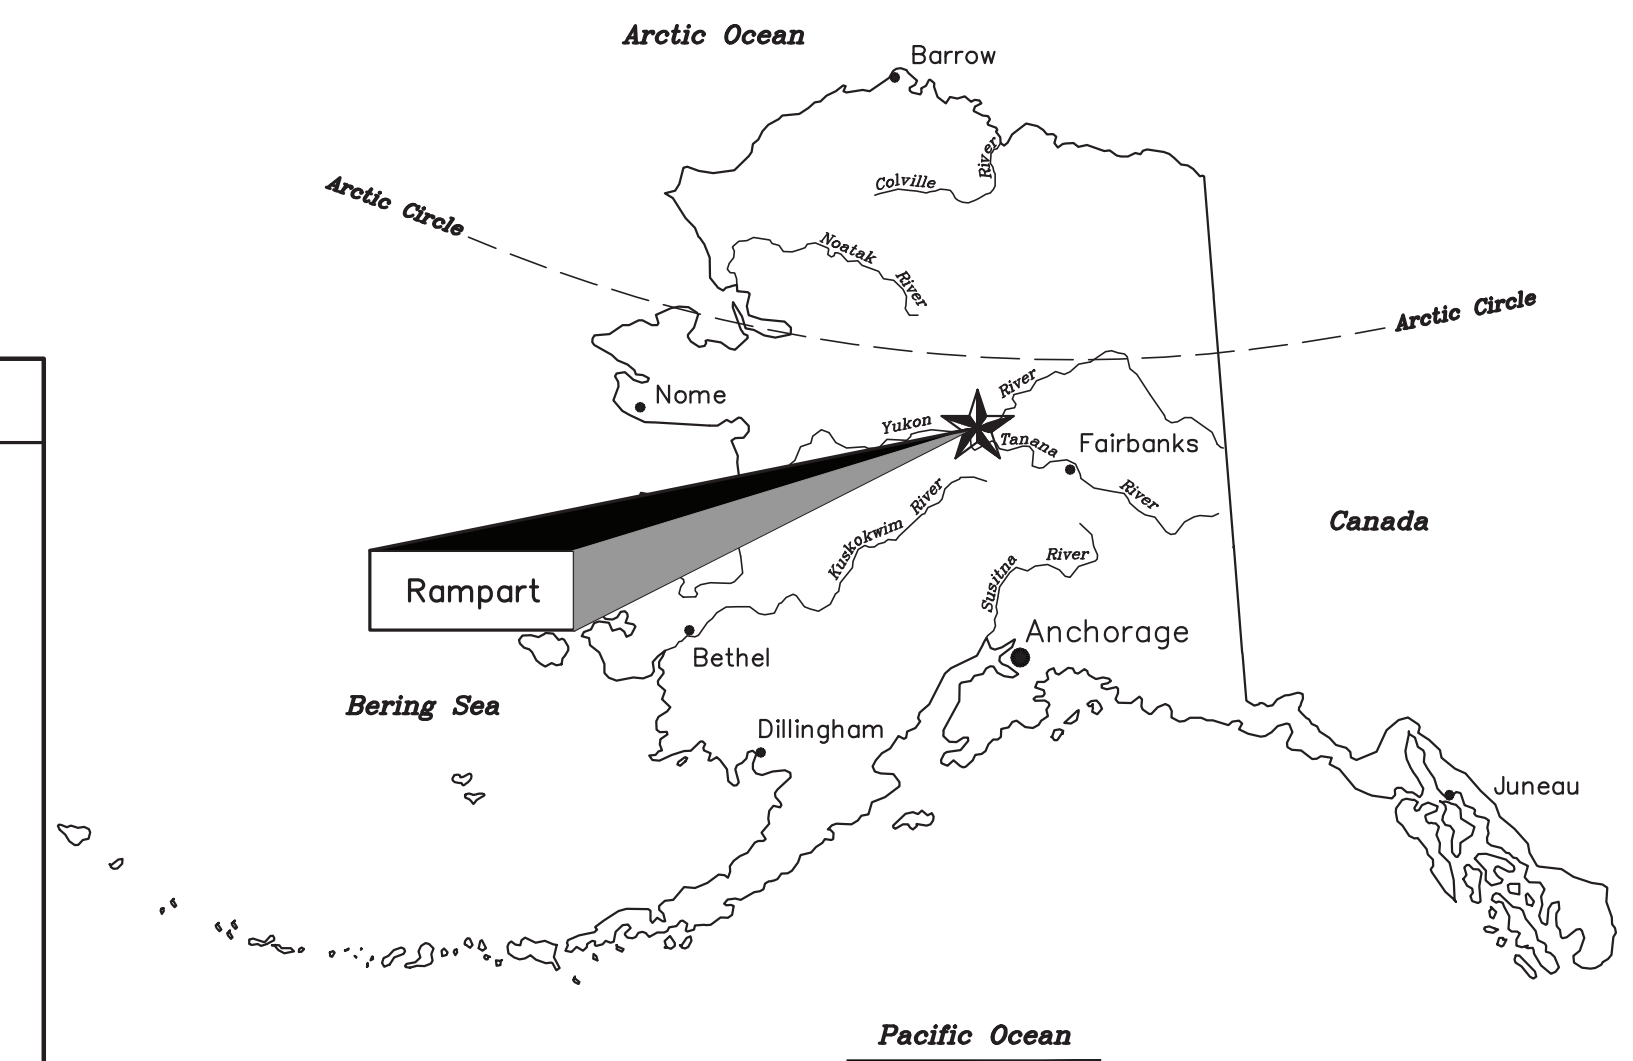 Arctic Ocean
Barrow
Colville River
Arctic Circle
Noatak River
Arctic Circle
Nome
Yukon River
Tanana River
Fairbanks
Kuskokwim River
Canada
Susitna River
Rampart
Anchorage
Bethel
Bering Sea
Dillingham
Juneau
Pacific Ocean